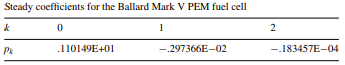 Steady coefficients for the Ballard Mark V PEM fuel cell
k 0 1 2
pk .110149E+01 −.297366E−02 −.183457E−04